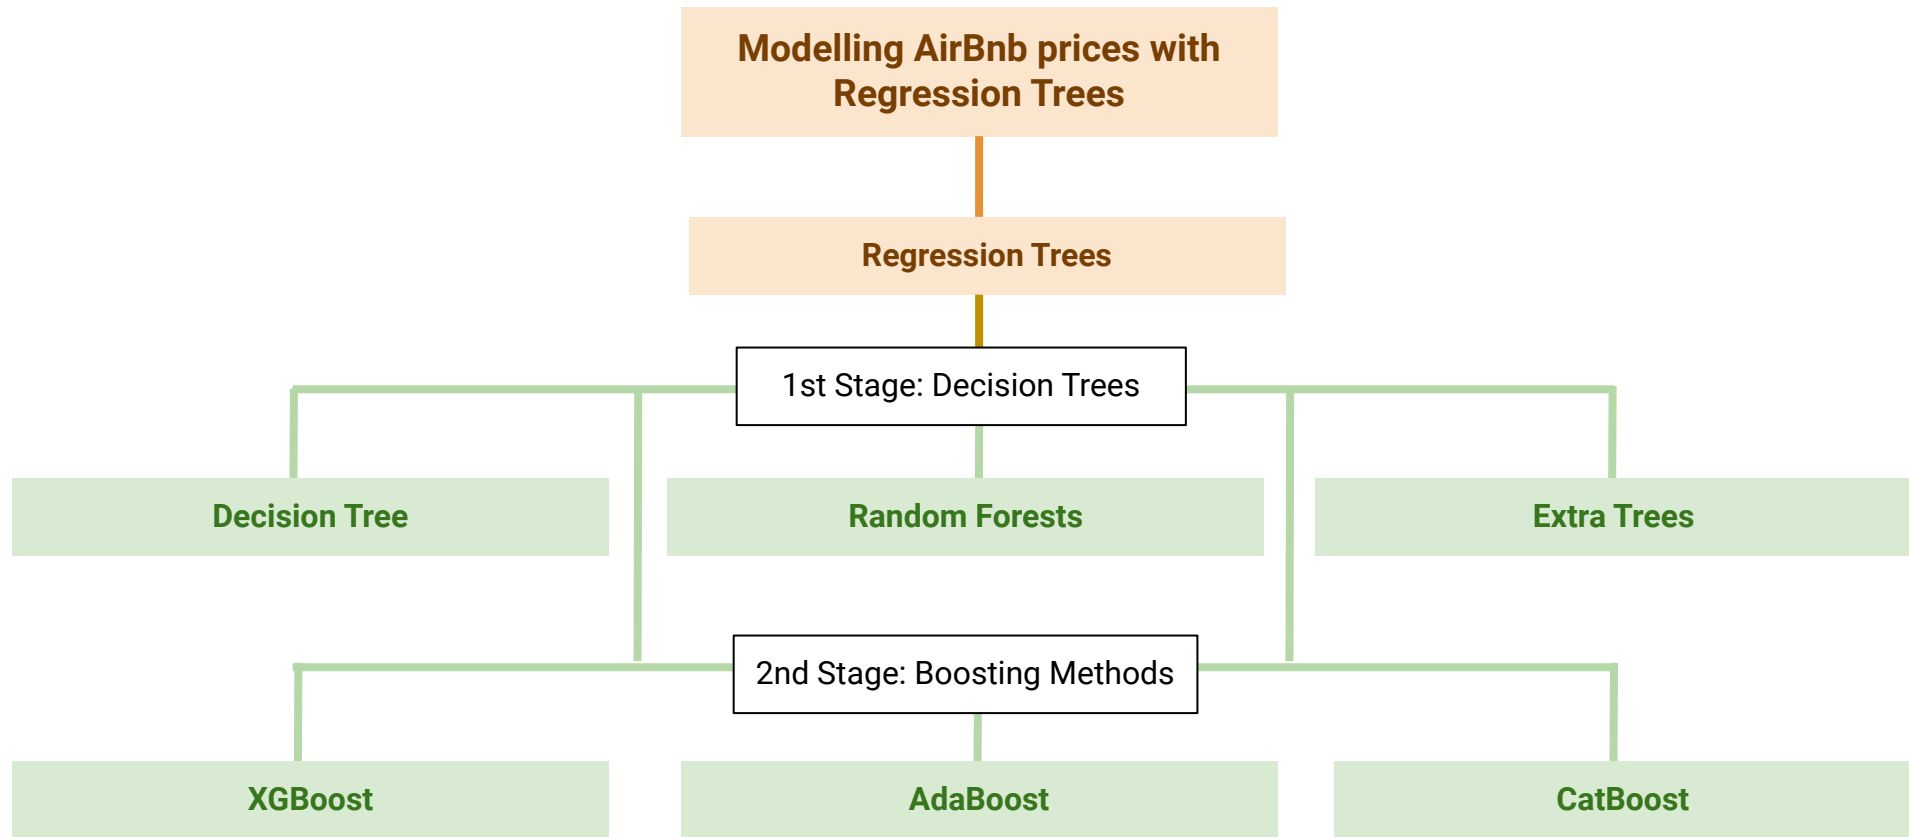 Modelling AirBnb prices with
Regression Trees
Regression Trees
1st Stage: Decision Trees
Decision Tree
Random Forests
Extra Trees
2nd Stage: Boosting Methods
XGBoost
AdaBoost
CatBoost